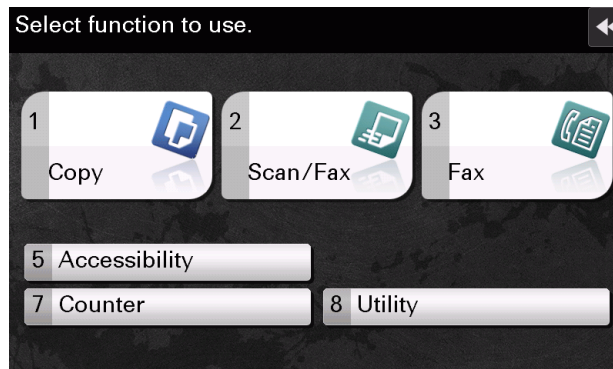 Select function to use.
1
Copy
2
Scan/Fax
3
Fax
5 Accessibility
7 Counter
8 Utility